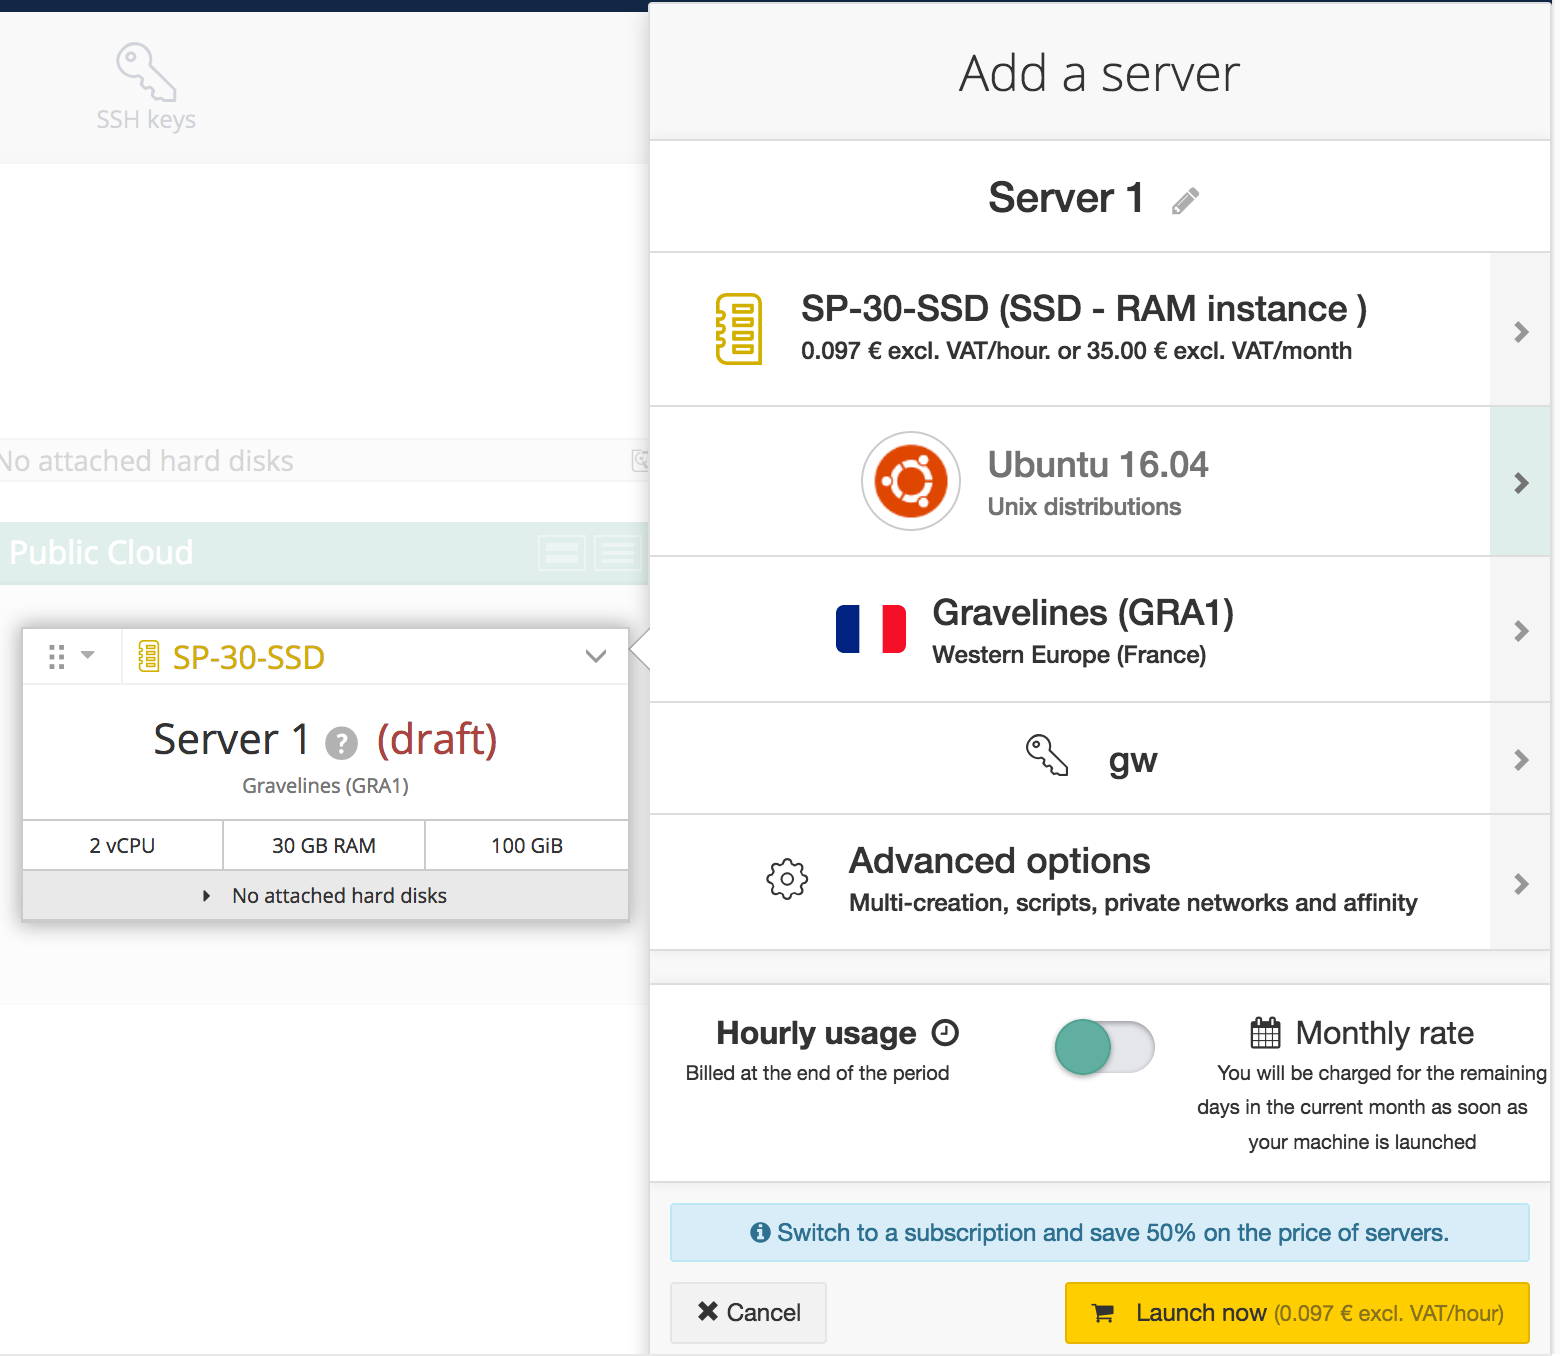 SSH keys
No attached hard disks
Public Cloud
SP-30-SSD
Server 1 ? (draft)
Gravelines (GRA1)
2 vCPU
30 GB RAM
100 GiB
No attached hard disks
Add a server
Server 1
SP-30-SSD (SSD - RAM instance )
0.097 € excl. VAT/hour. or 35.00 € excl. VAT/month
Ubuntu 16.04
Unix distributions
Gravelines (GRA1)
Western Europe (France)
gw
Advanced options
Multi-creation, scripts, private networks and affinity
Hourly usage
Billed at the end of the period
Monthly rate
You will be charged for the remaining
days in the current month as soon as
your machine is launched
Switch to a subscription and save 50% on the price of servers.
Cancel
Launch now (0.097 € excl. VAT/hour)